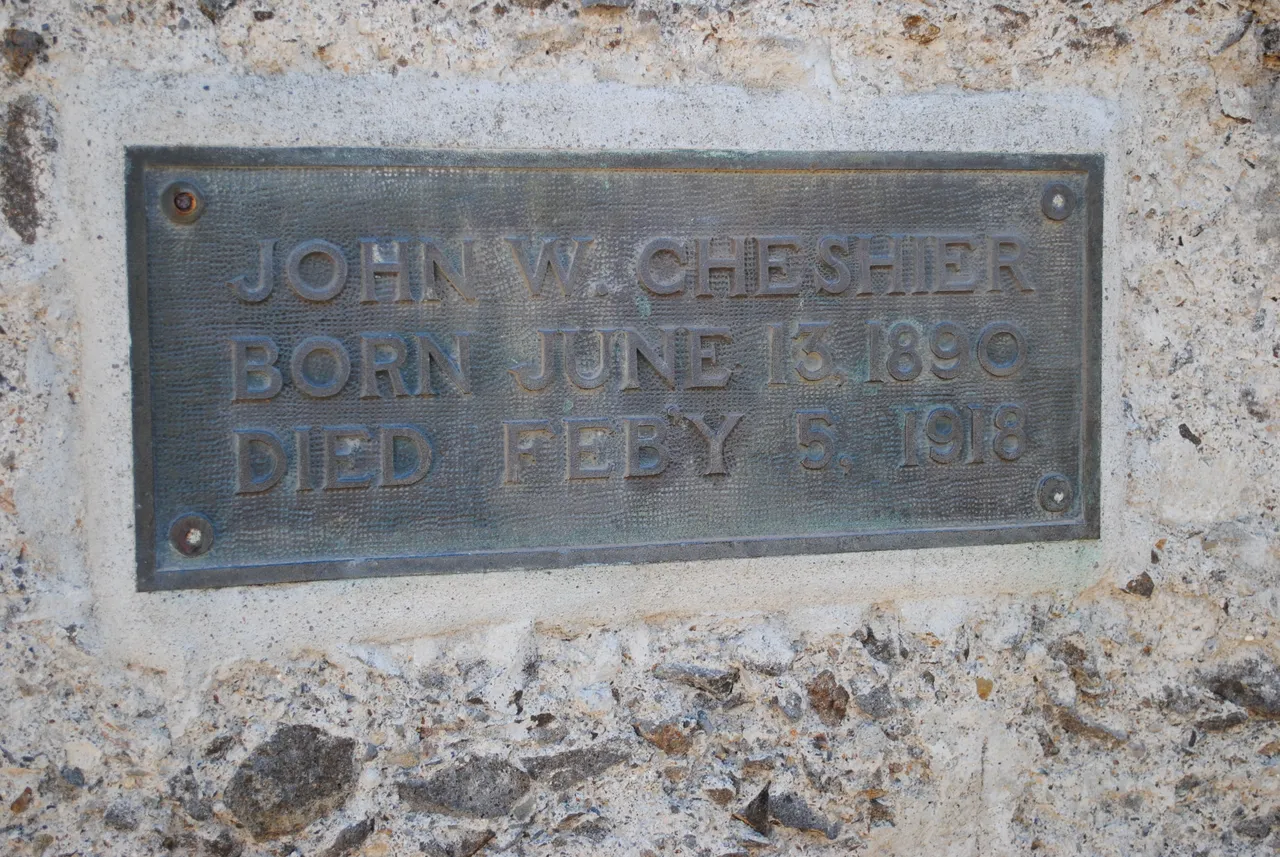 JOHN W. CHESHIER
BORN JUNE 13, 1890
DIED FEB'Y 5, 1918